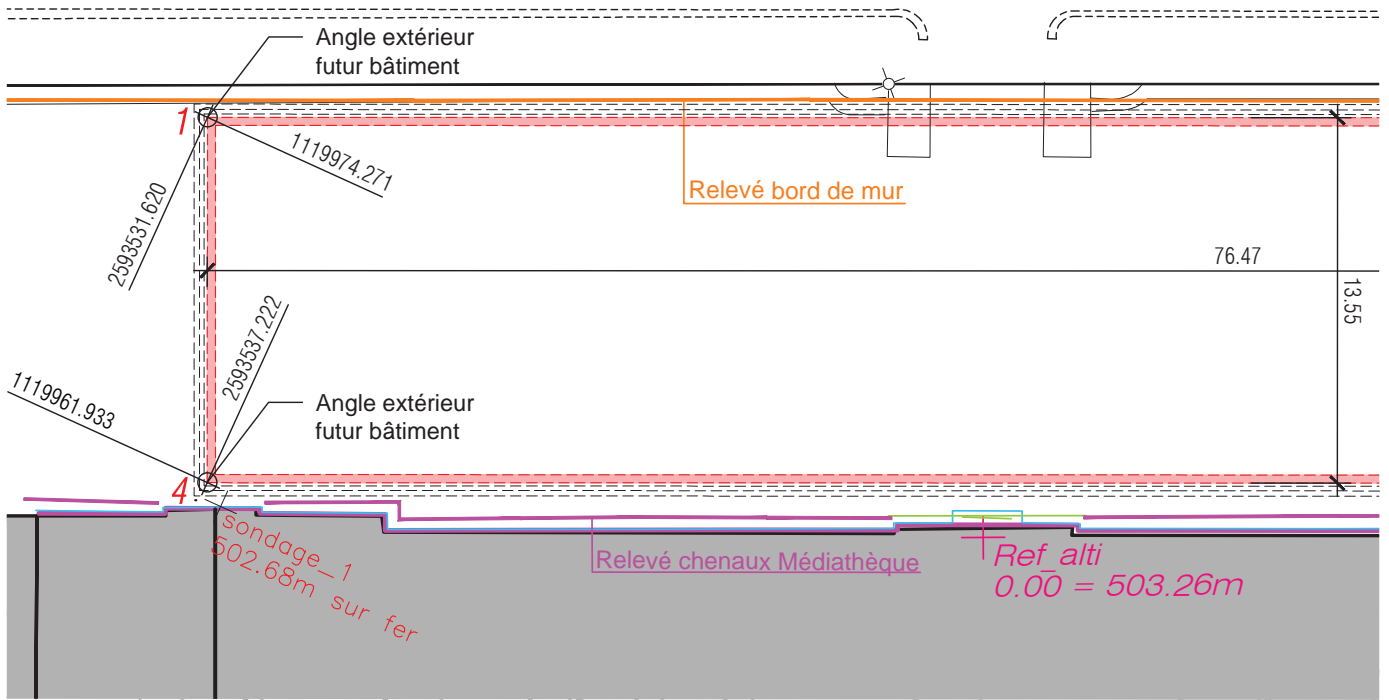 Angle extérieur
futur bâtiment
1
1119974.271
2593531.620
Relevé bord de mur
76.47
13.55
2593537.222
1119961.933
Angle extérieur
futur bâtiment
4
sondage_1
502.68m sur fer
Relevé chenaux Médiathèque
Ref_alti
0.00 = 503.26m